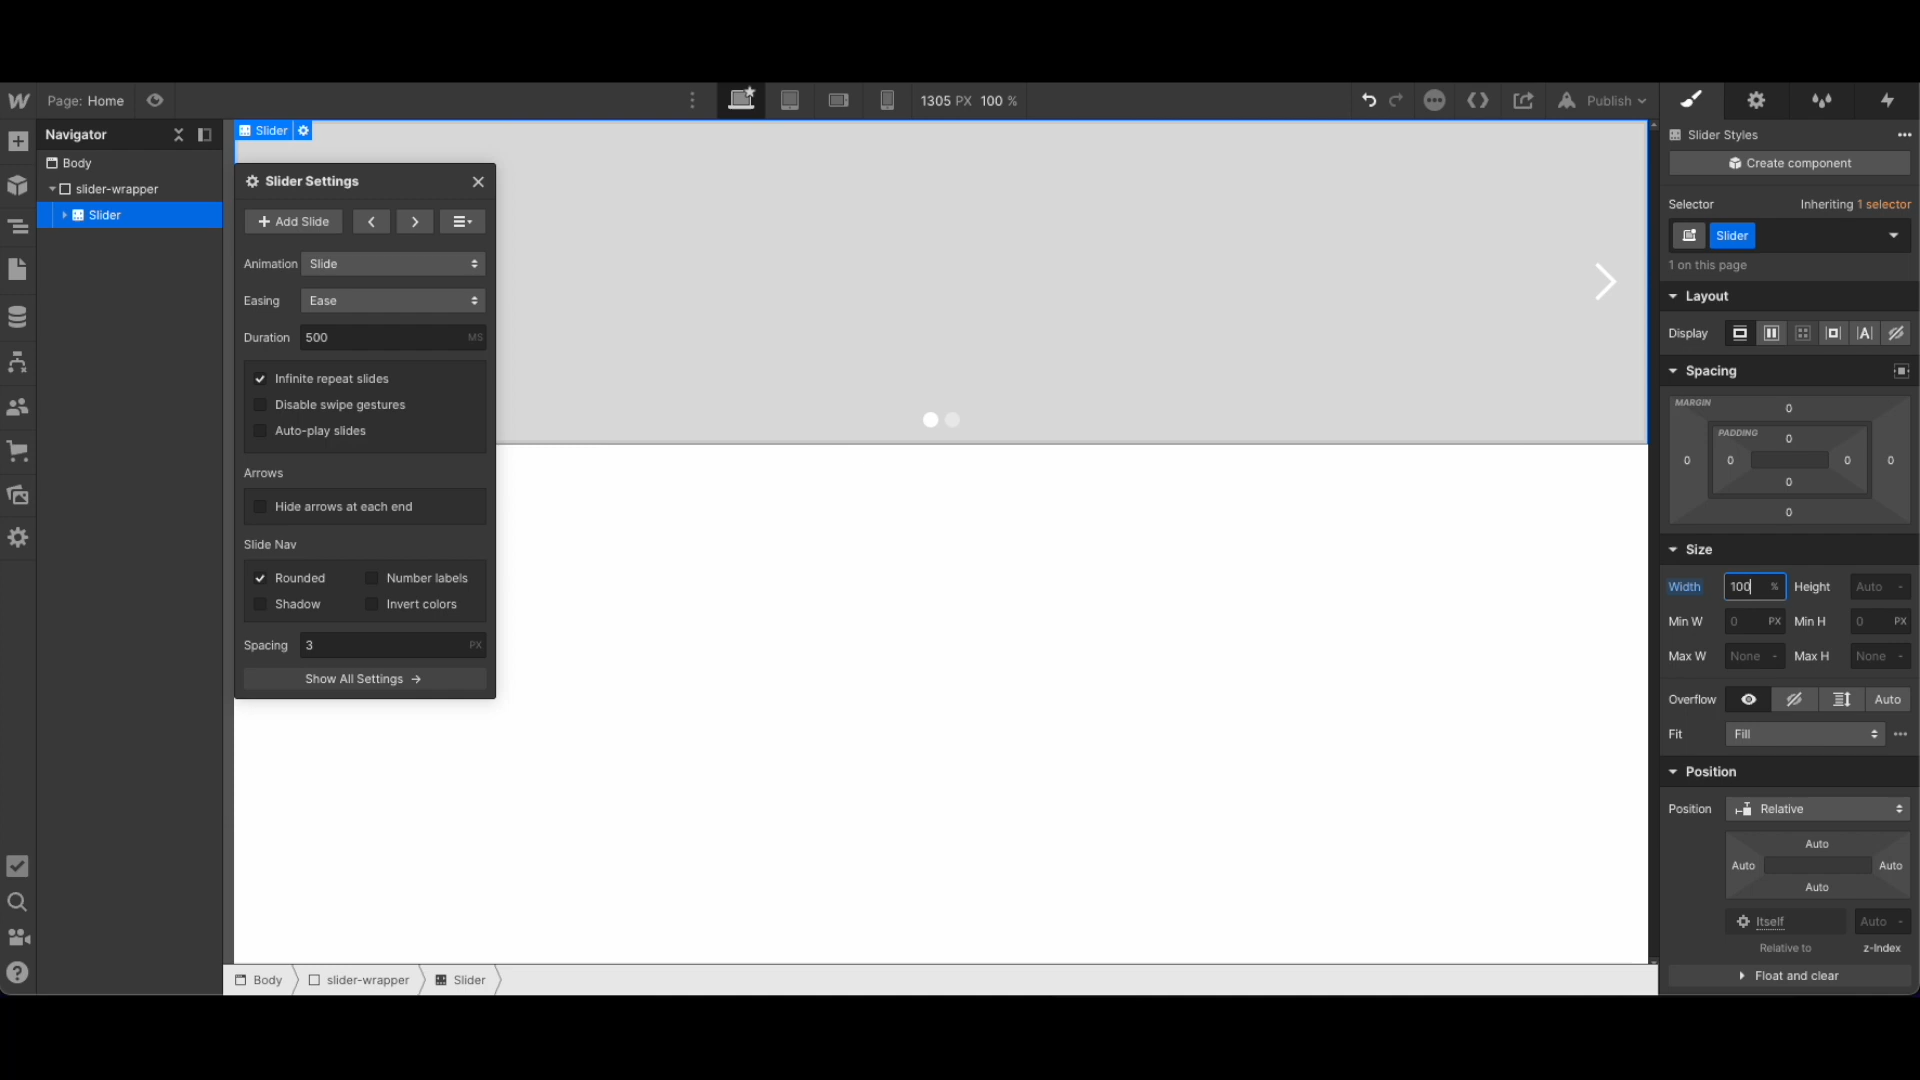 Page: Home
1305 PX 100 %
Publish
Navigator
Body
slider-wrapper
Slider
Slider
Slider Settings
Add Slide
Animation Slide
Easing Ease
Duration 500 MS
Infinite repeat slides
Disable swipe gestures
Auto-play slides
Arrows
Hide arrows at each end
Slide Nav
Rounded Number labels
Shadow Invert colors
Spacing 3 PX
Show All Settings →
Slider Styles
Create component
Selector Inheriting 1 selector
Slider
1 on this page
Layout
Display
Spacing
MARGIN 0
PADDING 0
0 0 0 0
0
0
Size
Width 100 % Height Auto -
Min W 0 PX Min H 0 PX
Max W None - Max H None -
Overflow Auto
Fit Fill
Position
Position Relative
Auto
Auto Auto
Auto
Itself Auto -
Relative to z-Index
Float and clear
Body slider-wrapper Slider